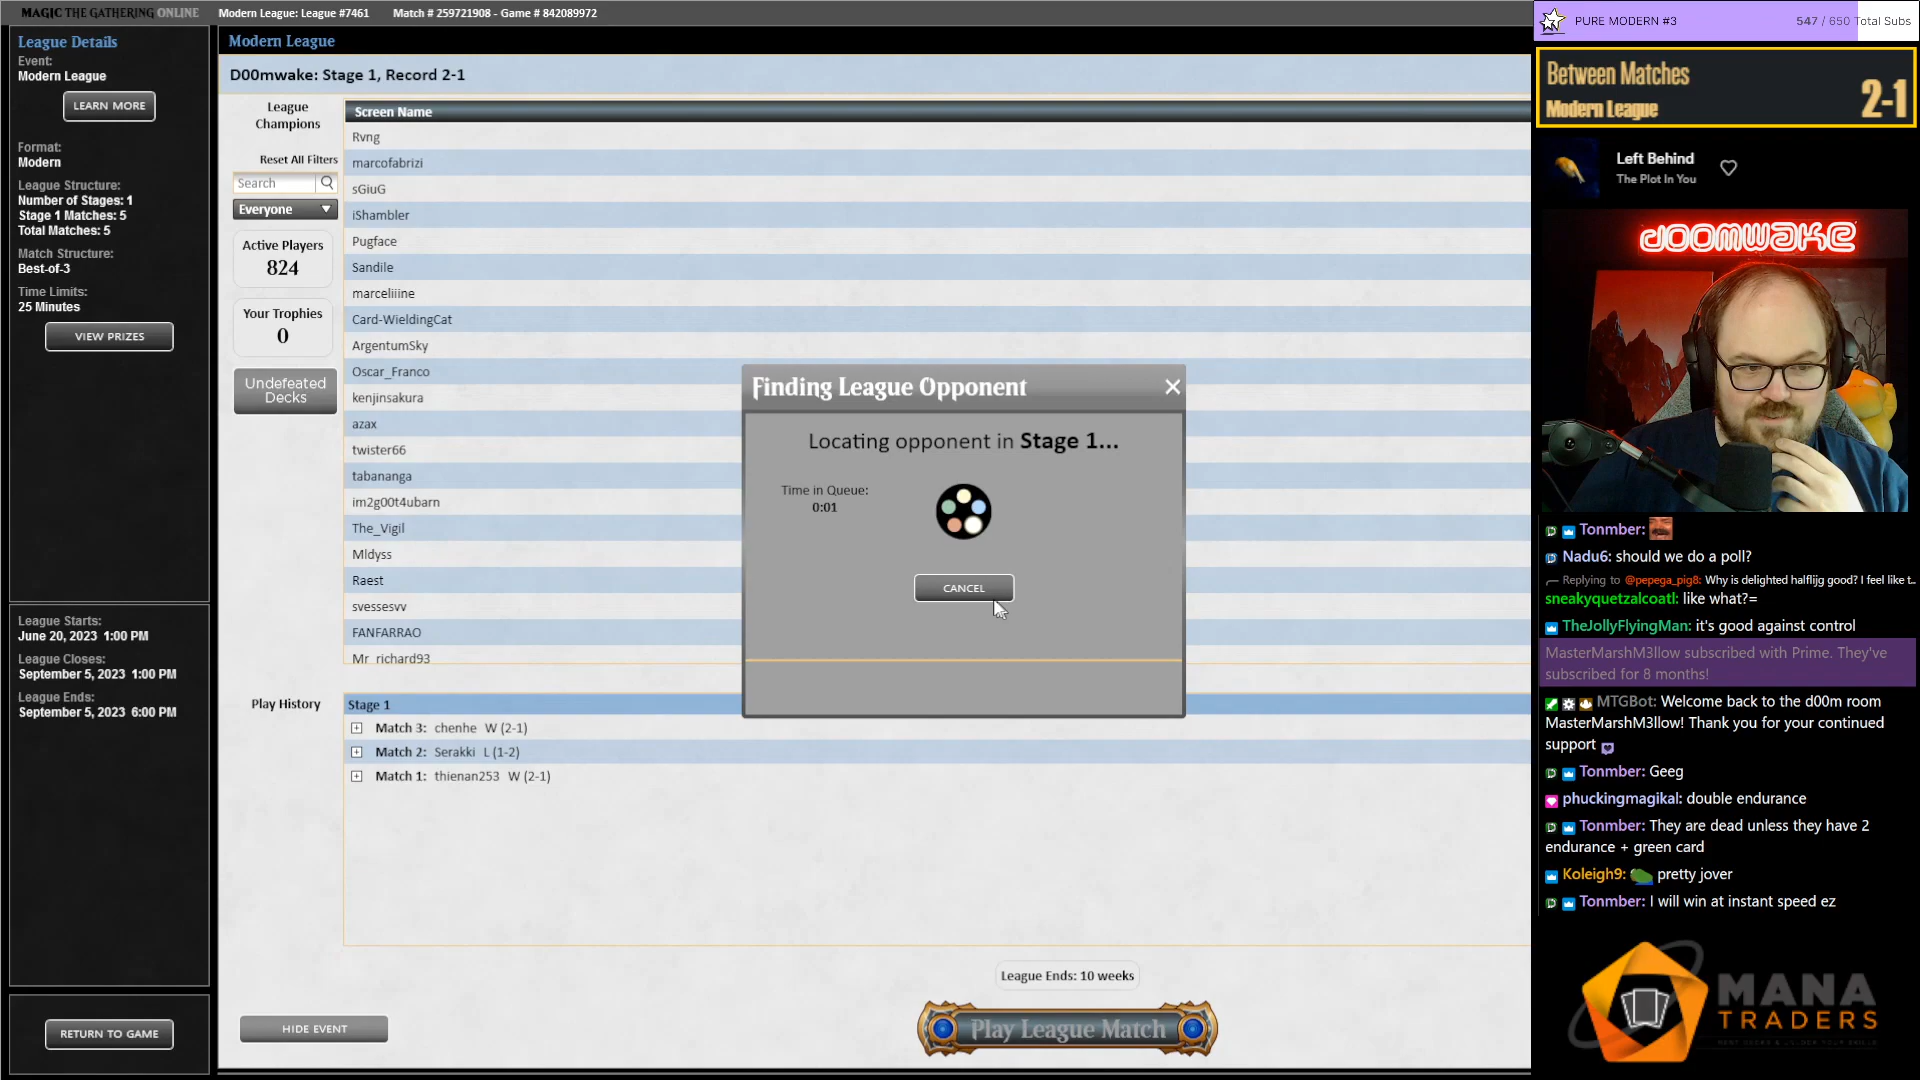 MAGIC THE GATHERING ONLINE
Modern League: League #7461
Match # 259721908 - Game # 842089972
League Details
Event:
Modern League
LEARN MORE
Format:
Modern
League Structure:
Number of Stages: 1
Stage 1 Matches: 5
Total Matches: 5
Match Structure:
Best-of-3
Time Limits:
25 Minutes
VIEW PRIZES
League Starts:
June 20, 2023 1:00 PM
League Closes:
September 5, 2023 1:00 PM
League Ends:
September 5, 2023 6:00 PM
RETURN TO GAME
Modern League
D00mwake: Stage 1, Record 2-1
League
Champions
Reset All Filters
Search
Everyone
Active Players
824
Your Trophies
0
Undefeated
Decks
Screen Name
Rvng
marcofabrizi
sGiuG
iShambler
Pugface
Sandile
marceliiine
Card-WieldingCat
ArgentumSky
Oscar_Franco
kenjinsakura
azax
twister66
tabananga
im2g00t4ubarn
The_Vigil
Mldyss
Raest
svessesvv
FANFARRAO
Mr_richard93
Finding League Opponent
Locating opponent in Stage 1...
Time in Queue:
0:01
CANCEL
Play History
Stage 1
Match 3: chenhe W (2-1)
Match 2: Serakki L (1-2)
Match 1: thienan253 W (2-1)
League Ends: 10 weeks
HIDE EVENT
Play League Match
PURE MODERN #3
547 / 650 Total Subs
Between Matches
Modern League
2-1
Left Behind
The Plot In You
doomwake
Tonmber:
Nadu6: should we do a poll?
Replying to @pepega_pig8: Why is delighted halflijg good? I feel l..
sneakyquetzalcoatl: like what?=
TheJollyFlyingMan: it's good against control
MasterMarshM3llow subscribed with Prime. They've
subscribed for 8 months!
MTGBot: Welcome back to the d00m room
MasterMarshM3llow! Thank you for your continued
support
Tonmber: Geeg
phuckingmagikal: double endurance
Tonmber: They are dead unless they have 2
endurance + green card
Koleigh9: pretty jover
Tonmber: I will win at instant speed ez
MANA
TRADERS